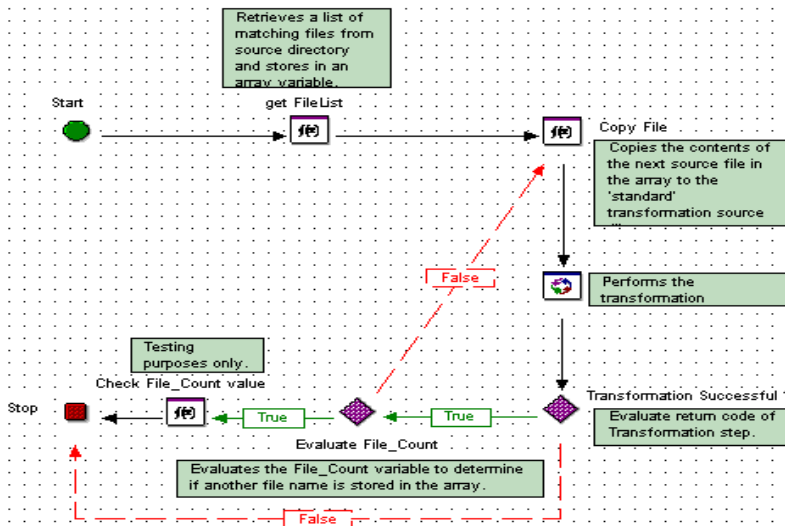 Retrieves a list of
matching files from
source directory
and stores in an
array variable.
Start
get FileList
f(x)
f(x)
Copy File
Copies the contents of
the next source file in
the array to the
'standard'
transformation source
False
Performs the
transformation
Testing
purposes only.
Check File_Count value
Stop
f(x)
True
True
Transformation Successful
Evaluate return code of
Transformation step.
Evaluate File_Count
Evaluates the File_Count variable to determine
if another file name is stored in the array.
False